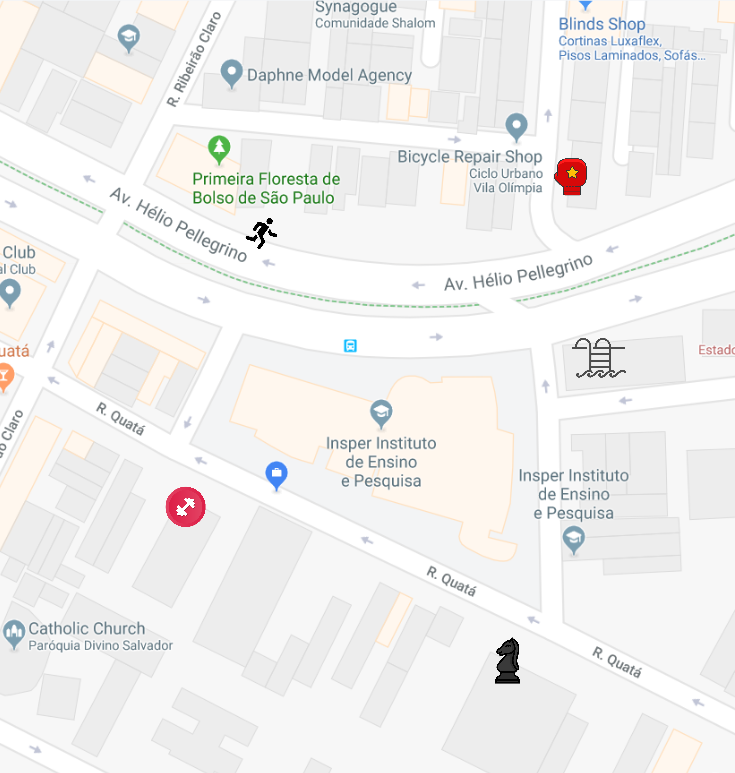 Synagogue
Comunidade Shalom
Blinds Shop
Cortinas Luxaflex,
Pisos Laminados, Sofás...
R. Ribeirão Claro
Daphne Model Agency
Bicycle Repair Shop
Ciclo Urbano
Vila Olímpia
Primeira Floresta de
Bolso de São Paulo
Av. Hélio Pellegrino
Av. Hélio Pellegrino
Club
al Club
uatá
Estado
R. Quatá
ão Claro
Insper Instituto
de Ensino
e Pesquisa
Insper Instituto
de Ensino
e Pesquisa
R. Quatá
Catholic Church
Paróquia Divino Salvador
R. Quatá